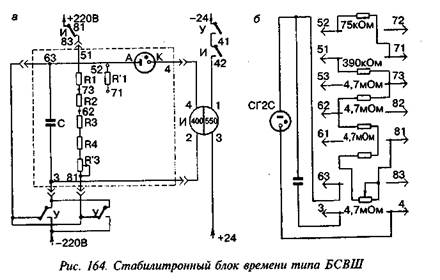 а
+220В
И
81
83
63
51
А
К
4
52
R'1
71
R1
73
R2
62
R3
С
R4
R'3
3
81
У
У
−220В
−24
У
41
И
42
4
1
И
400
550
2
3
+24
б
52
75кОм
72
51
71
390кОм
53
73
4,7мОм
62
82
4,7мОм
СГ2С
61
81
4,7мОм
63
83
3
4,7мОм
4
Рис. 164. Стабилитронный блок времени типа БСВШ